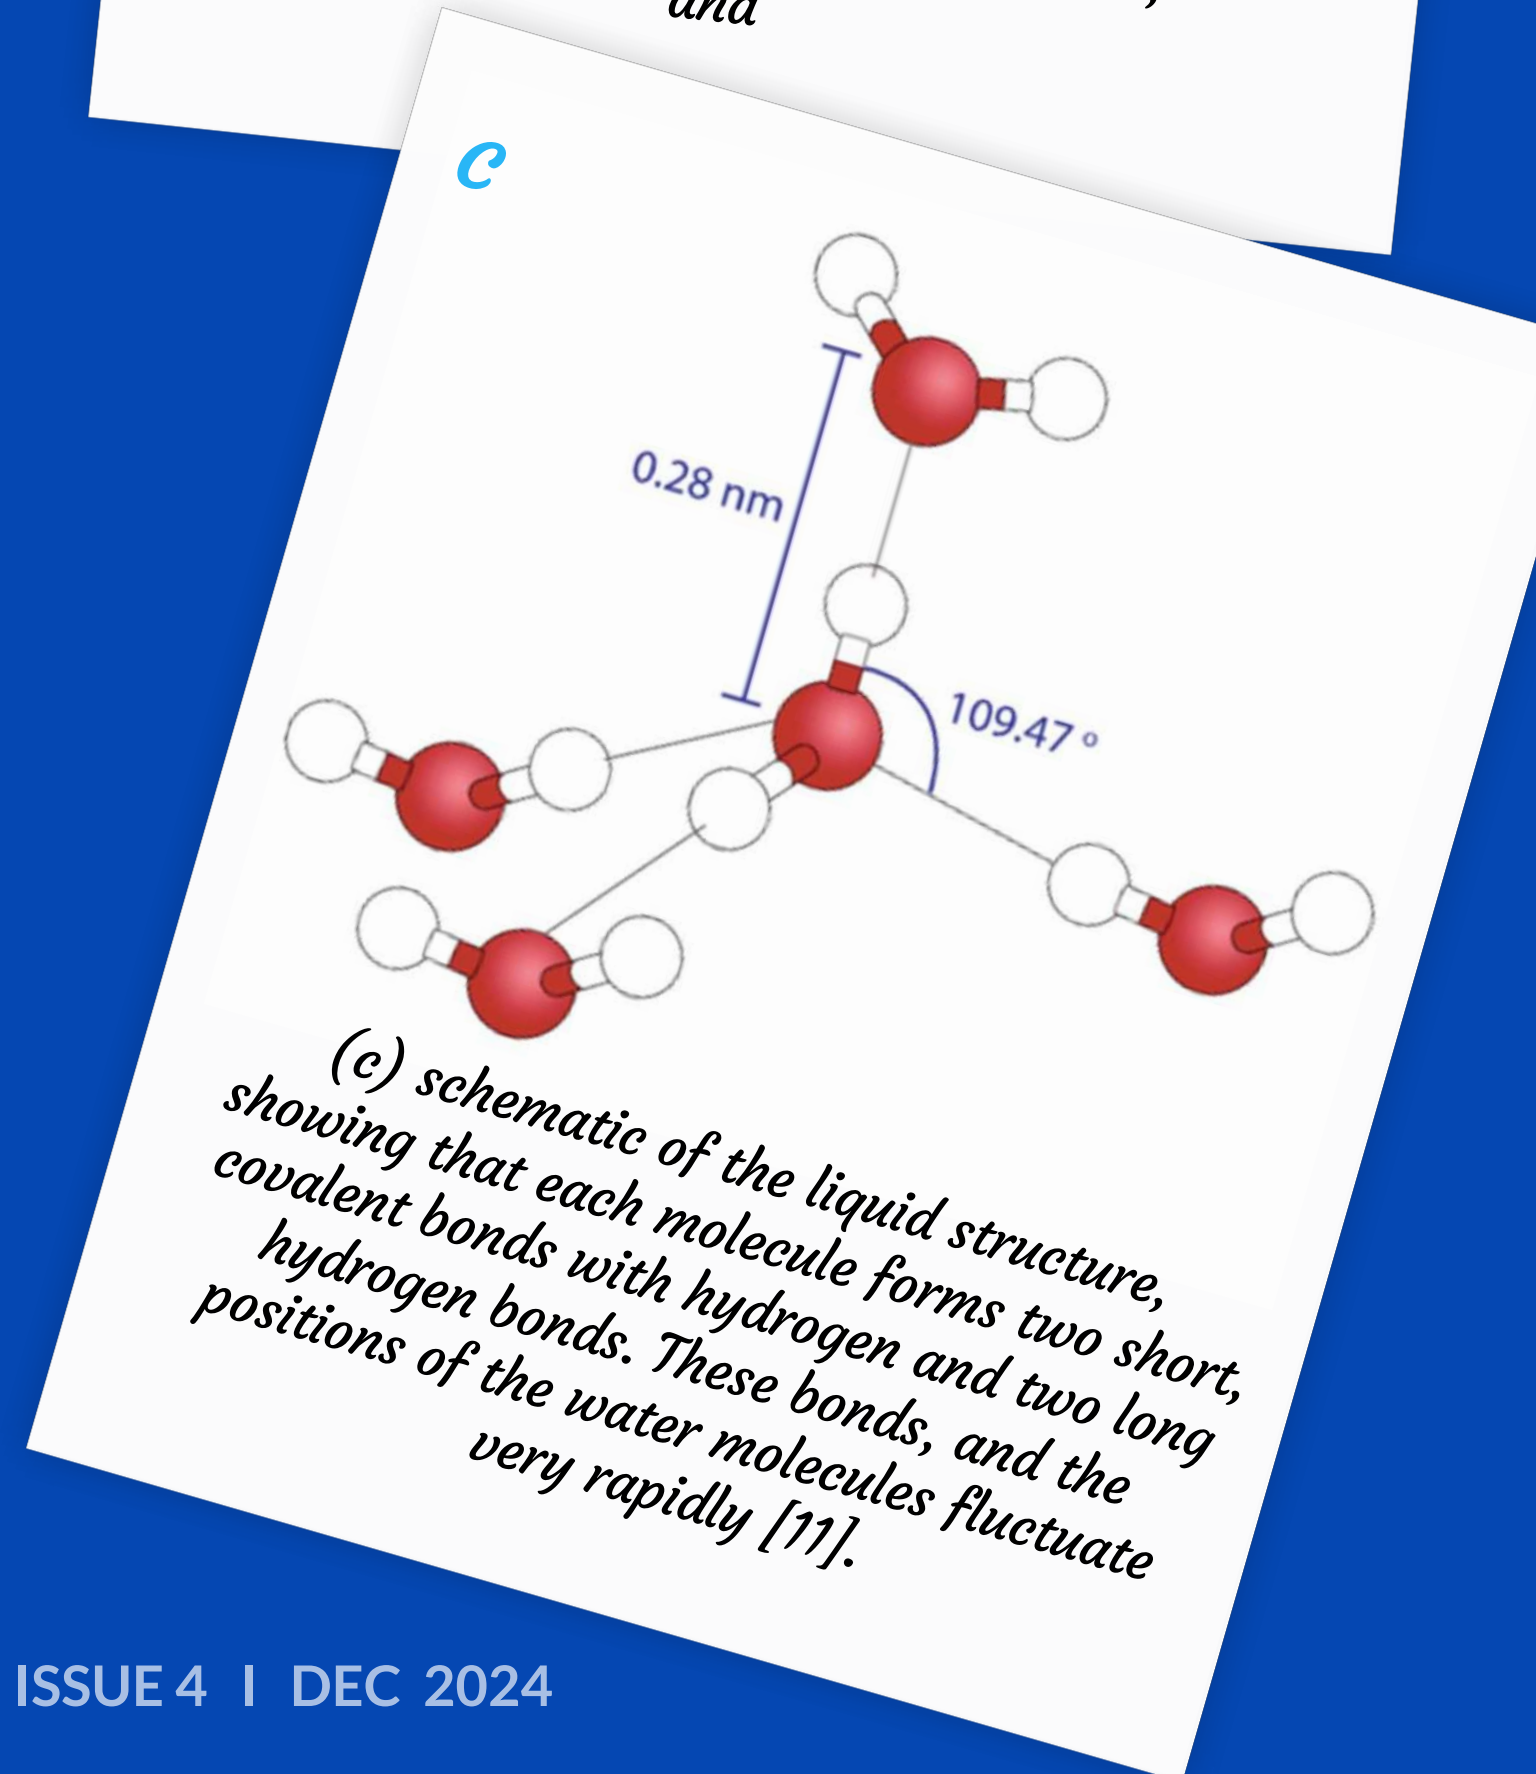 and
C
0.28 nm
109.47 °
(c) schematic of the liquid structure,
showing that each molecule forms two short,
covalent bonds with hydrogen and two long
hydrogen bonds. These bonds, and the
positions of the water molecules fluctuate
very rapidly [11].
ISSUE 4 I DEC 2024